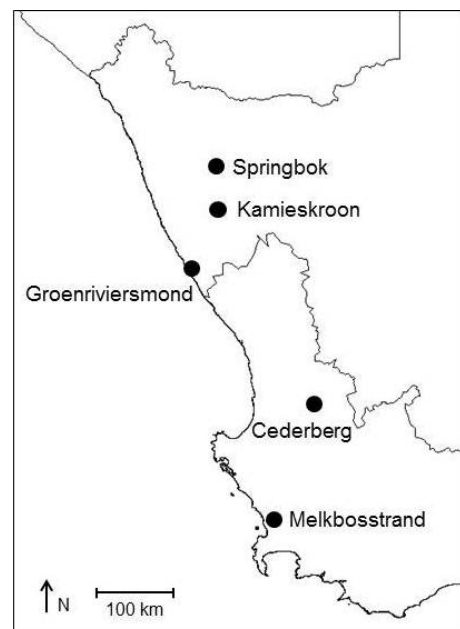 Springbok
Kamieskroon
Groenriviersmond
Cederberg
Melkbosstrand
N
100 km